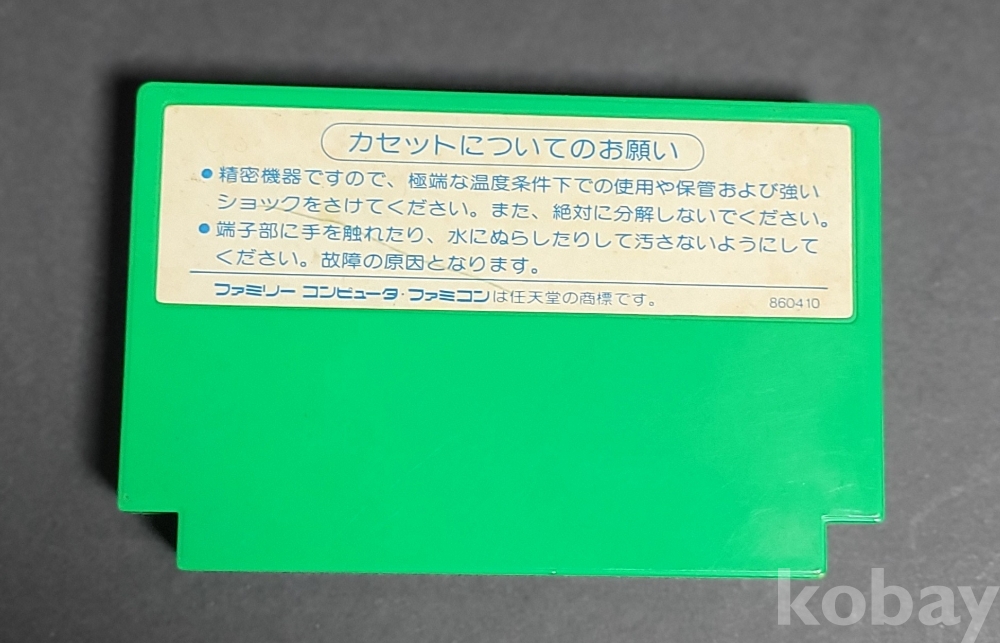 カセットについてのお願い
●精密機器ですので、極端な温度条件下での使用や保管および強い
ショックをさけてください。また、絶対に分解しないでください。
●端子部に手を触れたり、水にぬらしたりして汚さないようにして
ください。故障の原因となります。
ファミリー コンピュータ・ファミコンは任天堂の商標です。 860410
kobay